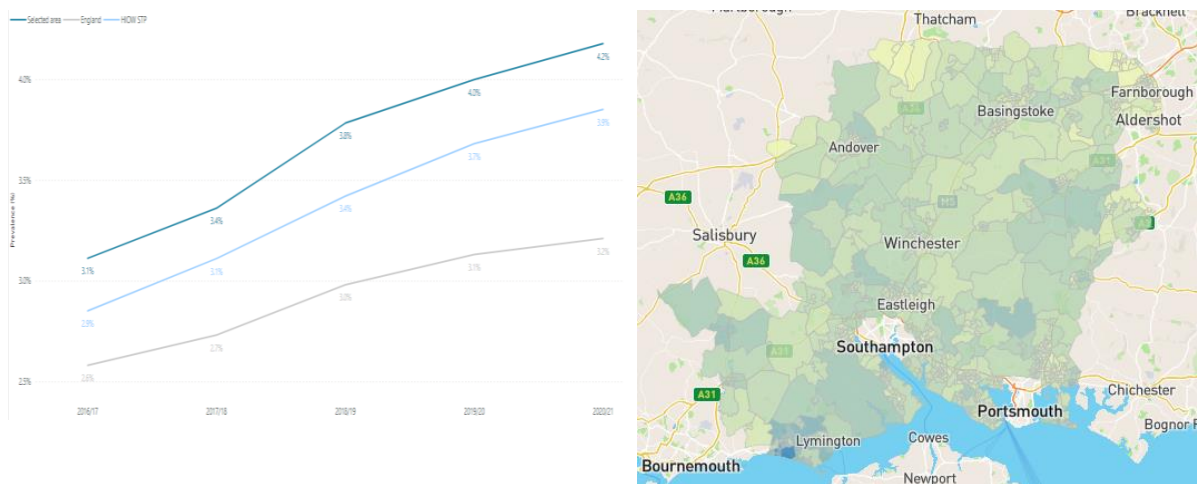 Selected area England HIOW STP
Prevalence (%)
4.0%
3.5%
3.0%
2.5%
3.1%
3.4%
3.8%
4.0%
4.2%
2.9%
3.1%
3.4%
3.7%
3.9%
2.6%
2.7%
3.0%
3.1%
3.2%
2016/17 2017/18 2018/19 2019/20 2020/21
Marlborough
Thatcham
Bracknell
Farnborough
Basingstoke
Aldershot
A34
Andover
A31
A36
M3
A3
Salisbury
Winchester
A36
Eastleigh
Southampton
A31
A31
Chichester
Portsmouth
Lymington
Cowes
Bognor R
Bournemouth
Newport